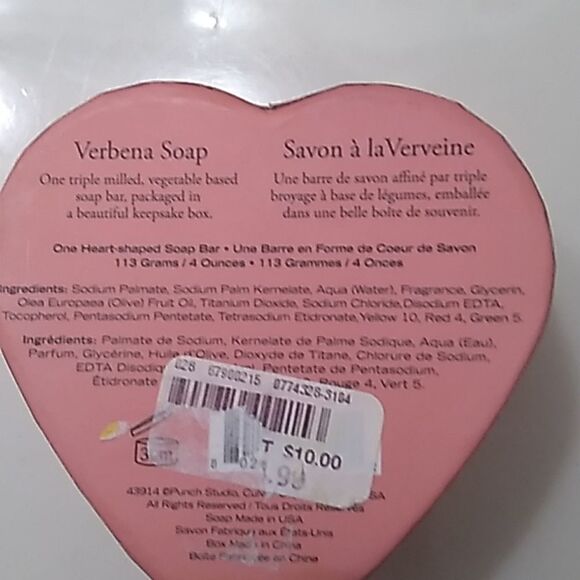 Verbena Soap
One triple milled, vegetable based
soap bar, packaged in
a beautiful keepsake box.
Savon à laVerveine
Une barre de savon affiné par triple
broyage à base de légumes, emballée
dans une belle boîte de souvenir.
One Heart-shaped Soap Bar • Une Barre en Forme de Coeur de Savon
113 Grams / 4 Ounces • 113 Grammes / 4 Onces
Ingredients: Sodium Palmate, Sodium Palm Kernelate, Aqua (Water), Fragrance, Glycerin,
Olea Europaea (Olive) Fruit Oil, Titanium Dioxide, Sodium Chloride, Disodium EDTA,
Tocopherol, Pentasodium Pentetate, Tetrasodium Etidronate, Yellow 10, Red 4, Green 5.
Ingrédients: Palmate de Sodium, Kernelate de Palme Sodique, Aqua (Eau),
Parfum, Glycérine, Huile d'Olive, Dioxyde de Titane, Chlorure de Sodium,
EDTA Pentetate de Pentasodium,
Étidronate Rouge 4, Vert 5.
T $10.00
.99
43914 ©Punch Studio,
All Rights Reserved / Tous Droits Réservés
Soap Made in USA
Savon Fabriqué aux États-Unis
Box Made in China
Boîte Fabriquée en China